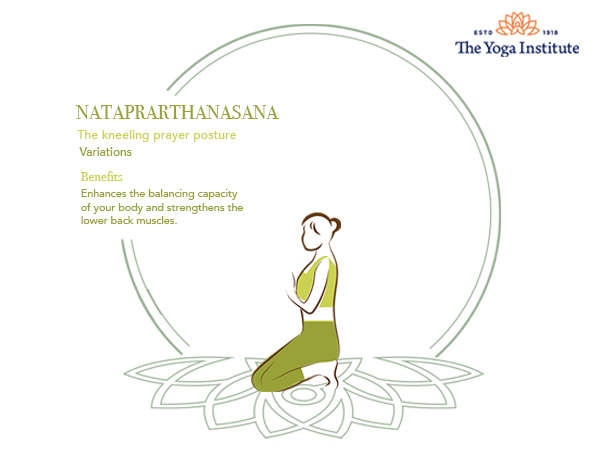 ESTD 1918
The Yoga Institute
NATAPRARTHANASANA
The kneeling prayer posture
Variations
Benefits
Enhances the balancing capacity
of your body and strengthens the
lower back muscles.